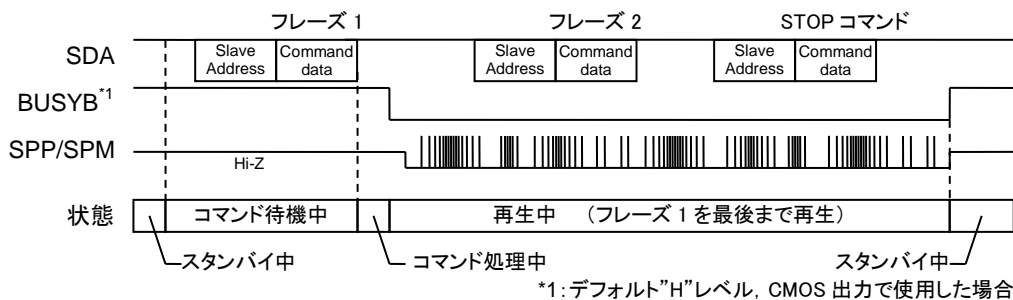 フレーズ 1 フレーズ 2 STOP コマンド
SDA Slave Address Command data Slave Address Command data Slave Address Command data
BUSYB*1
SPP/SPM
Hi-Z
状態 コマンド待機中 再生中 (フレーズ 1 を最後まで再生)
スタンバイ中 コマンド処理中 スタンバイ中
*1:デフォルト"H"レベル, CMOS 出力で使用した場合